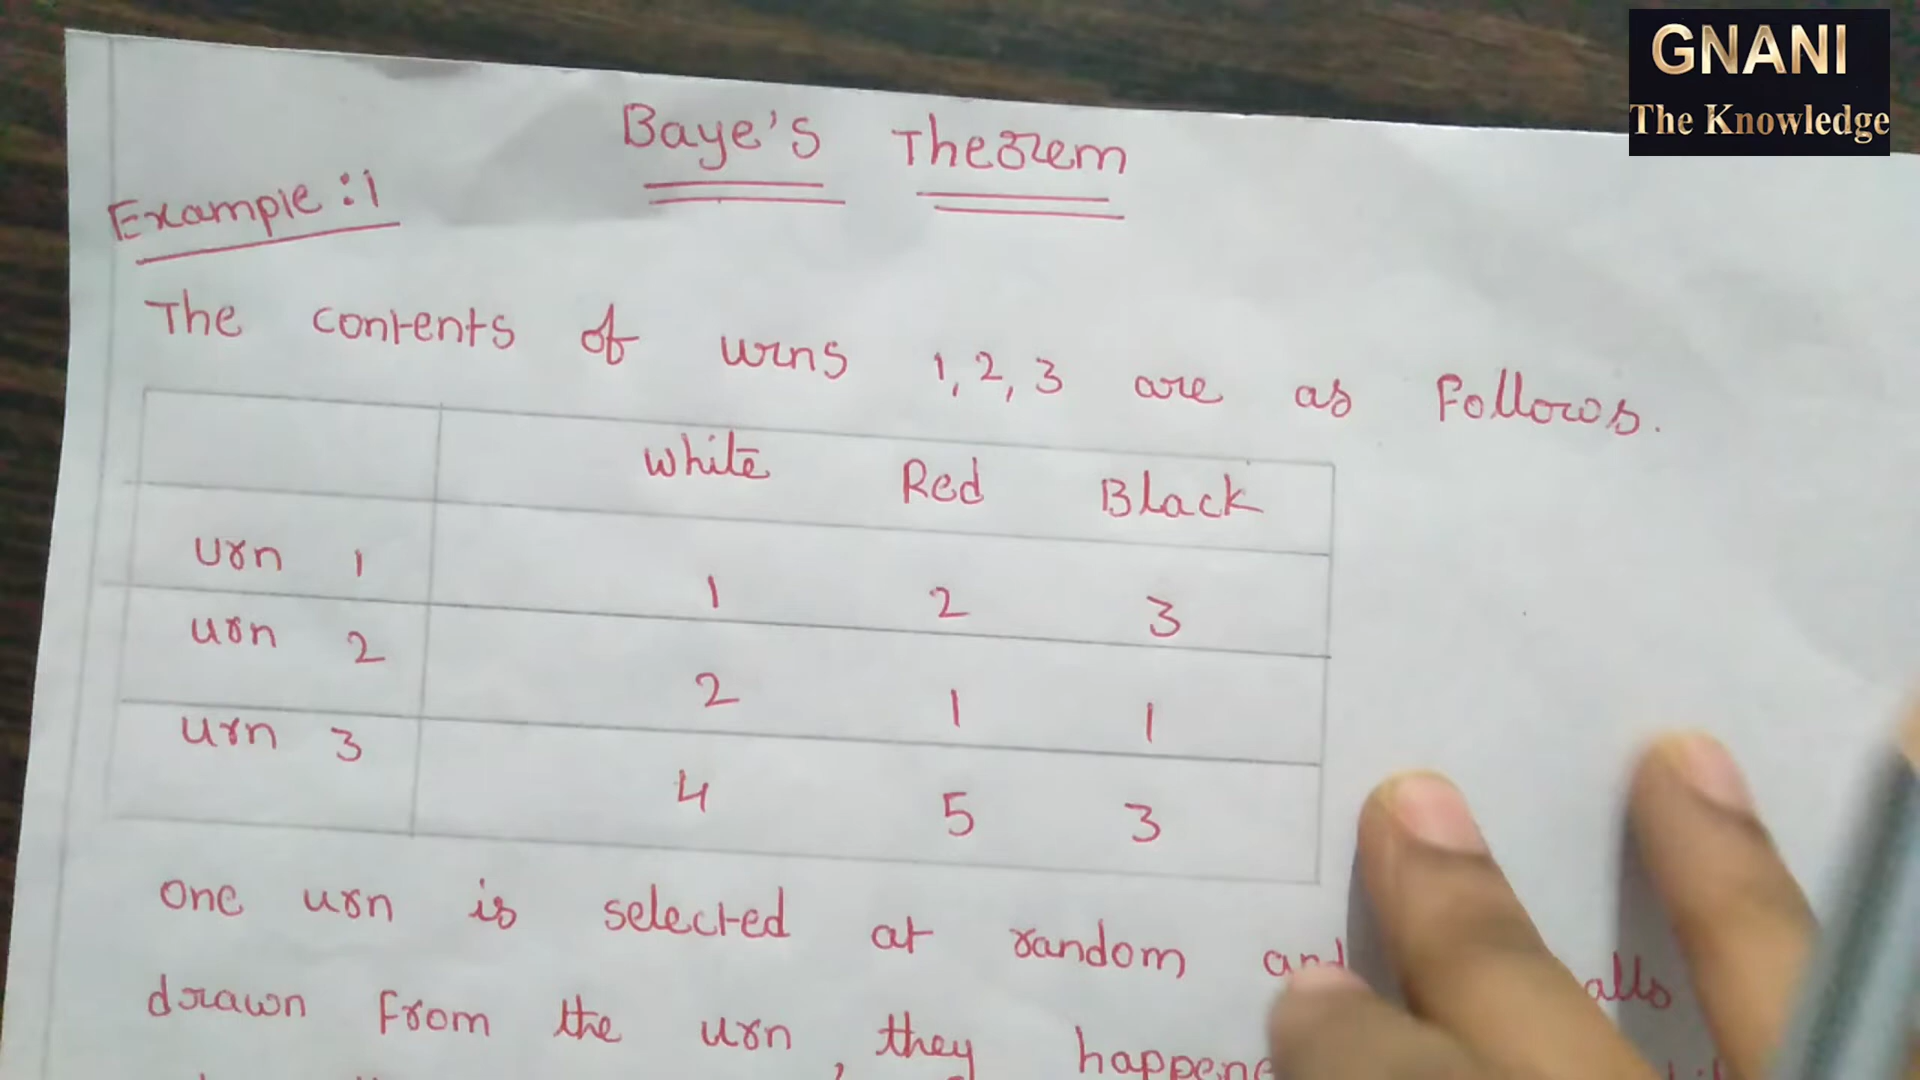 GNANI
The Knowledge
Baye's Theorem
Example:1
The contents of urns 1,2,3 are as follows.
White Red Black
urn 1 1 2 3
urn 2 2 1 1
urn 3 4 5 3
one urn is selected at random and
drawn from the urn, they